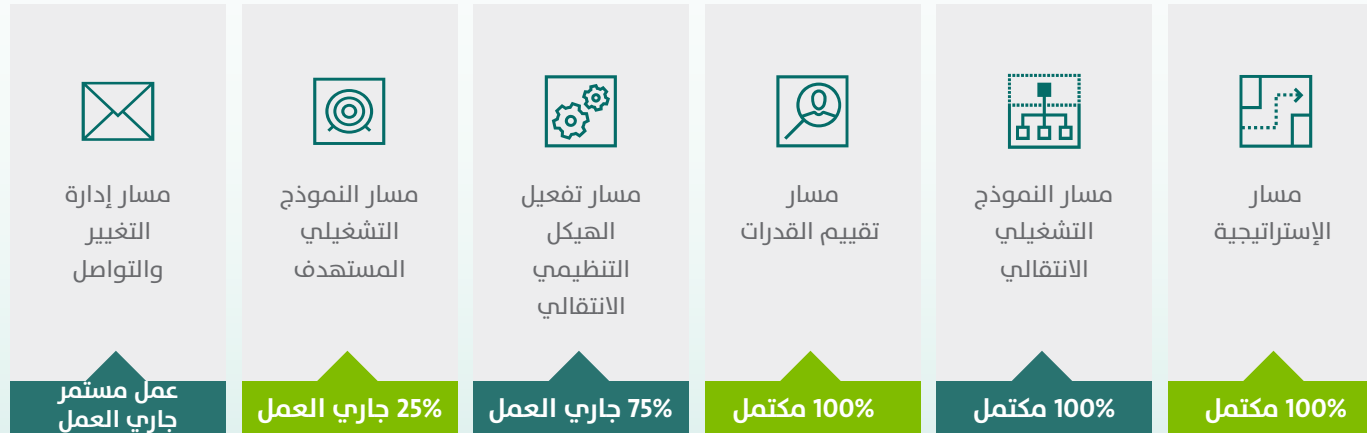 مسار
الإستراتيجية
100% مكتمل
مسار النموذج
التشغيلي
الانتقالي
100% مكتمل
مسار
تقييم القدرات
100% مكتمل
مسار تفعيل
الهيكل
التنظيمي
الانتقالي
75% جاري العمل
مسار النموذج
التشغيلي
المستهدف
25% جاري العمل
مسار إدارة
التغيير
والتواصل
عمل مستمر
جاري العمل